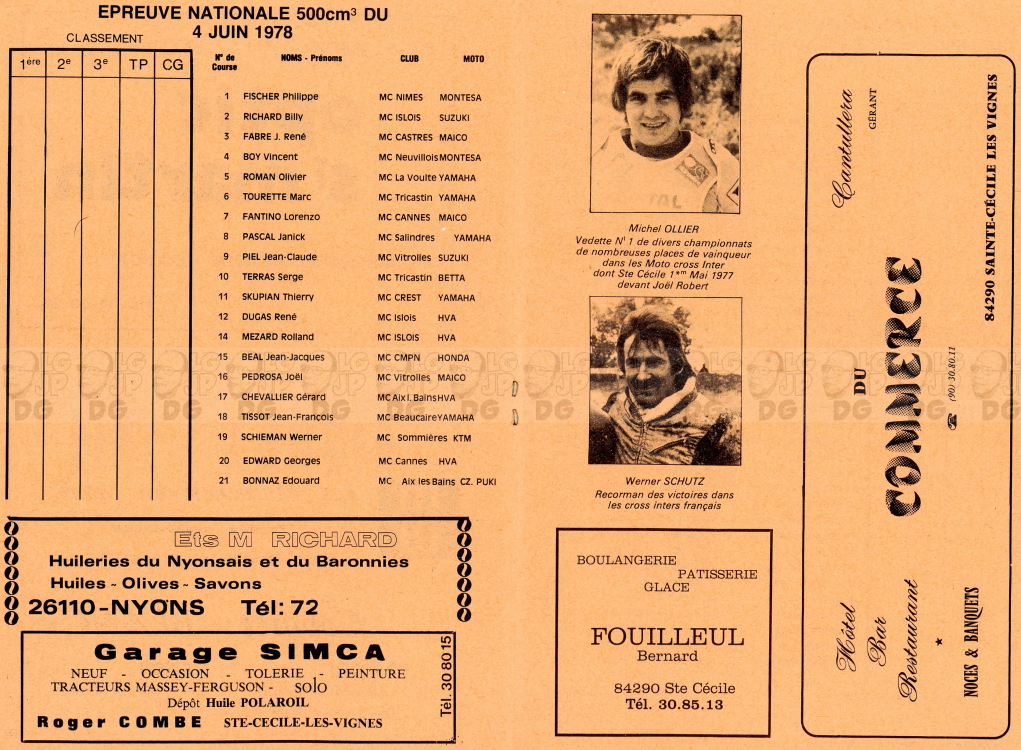 EPREUVE NATIONALE 500cm³ DU
4 JUIN 1978
CLASSEMENT
1ère 2e 3e TP CG
N° de Course NOMS - Prénoms CLUB MOTO
1 FISCHER Philippe MC NIMES MONTESA
2 RICHARD Billy MC ISLOIS SUZUKI
3 FABRE J. René MC CASTRES MAICO
4 BOY Vincent MC Neuvillois MONTESA
5 ROMAN Olivier MC La Voulte YAMAHA
6 TOURETTE Marc MC Tricastin YAMAHA
7 FANTINO Lorenzo MC CANNES MAICO
8 PASCAL Janick MC Salindres YAMAHA
9 PIEL Jean-Claude MC Vitrolles SUZUKI
10 TERRAS Serge MC Tricastin BETTA
11 SKUPIAN Thierry MC CREST YAMAHA
12 DUGAS René MC Islois HVA
14 MEZARD Rolland MC ISLOIS HVA
15 BEAL Jean-Jacques MC CMPN HONDA
16 PEDROSA Joël MC Vitrolles MAICO
17 CHEVALLIER Gérard MC Aix l. Bains HVA
18 TISSOT Jean-François MC Beaucaire YAMAHA
19 SCHIEMAN Werner MC Sommières KTM
20 EDWARD Georges MC Cannes HVA
21 BONNAZ Edouard MC Aix les Bains CZ. PUKI
Ets M RICHARD
Huileries du Nyonsais et du Baronnies
Huiles - Olives - Savons
26110-NYONS Tél: 72
Garage SIMCA
NEUF - OCCASION - TOLERIE - PEINTURE
TRACTEURS MASSEY-FERGUSON - solo
Dépôt Huile POLAROIL
Roger COMBE STE-CECILE-LES-VIGNES
Tél. 30 80 15
Michel OLLIER
Vedette N' 1 de divers championnats
de nombreuses places de vainqueur
dans les Moto cross Inter
dont Ste Cécile 1*m Mai 1977
devant Joël Robert
Werner SCHUTZ
Recorman des victoires dans
les cross inters français
BOULANGERIE
PATISSERIE
GLACE
FOUILLEUL
Bernard
84290 Ste Cécile
Tél. 30.85.13
Hôtel
Bar
Restaurant
★
NOCES & BANQUETS
DU
COMMERCE
☎ (90) 30.80.11
Cantullera
GÉRANT
84290 SAINTE-CÉCILE LES VIGNES